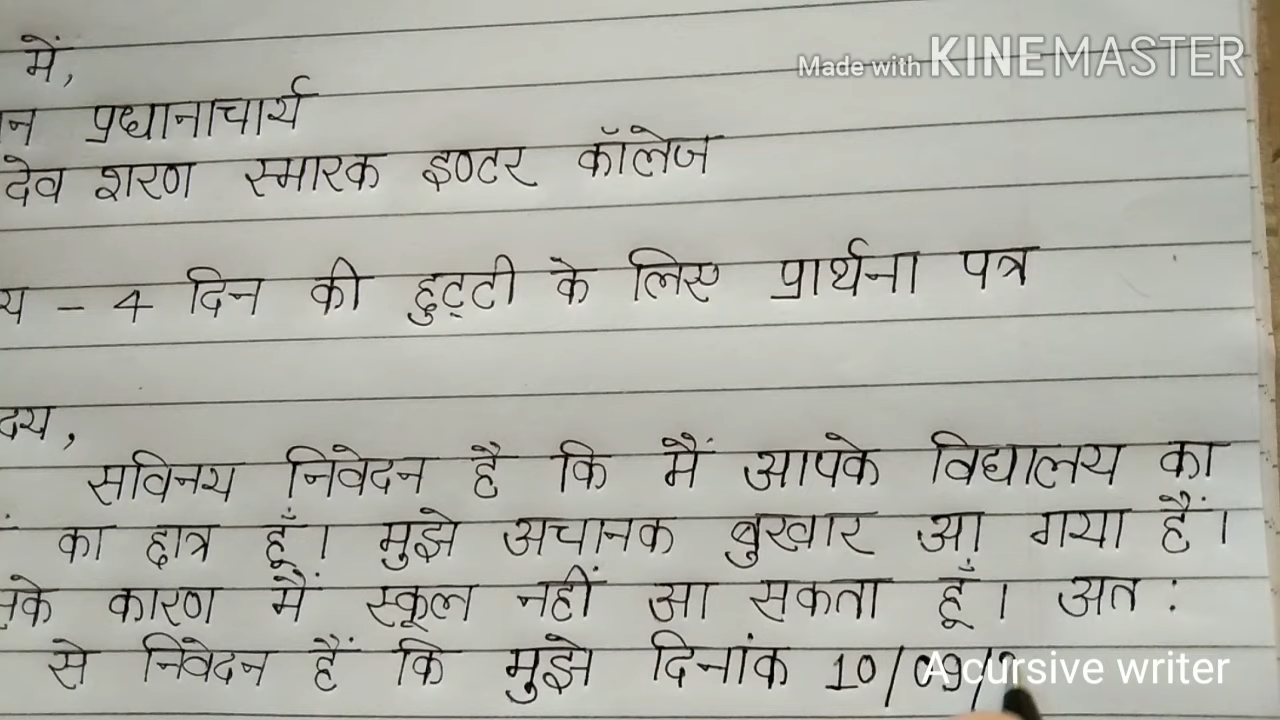 में,
Made with KINEMASTER
न प्रधानाचार्य
देव शरण स्मारक इण्टर कॉलेज
य - 4 दिन की छुट्टी के लिए प्रार्थना पत्र
दय,
सविनय निवेदन है कि मैं आपके विद्यालय का
का छात्र हूँ। मुझे अचानक बुखार आ गया हैं।
के कारण मैं स्कूल नहीं आ सकता हूँ। अत:
से निवेदन हैं कि मुझे दिनांक 10/09/
A cursive writer